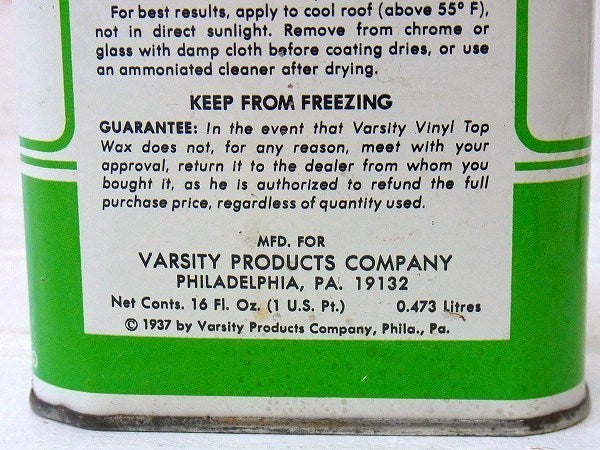 For best results, apply to cool roof (above 55° F),
not in direct sunlight. Remove from chrome or
glass with damp cloth before coating dries, or use
an ammoniated cleaner after drying.
KEEP FROM FREEZING
GUARANTEE: In the event that Varsity Vinyl Top
Wax does not, for any reason, meet with your
approval, return it to the dealer from whom you
bought it, as he is authorized to refund the full
purchase price, regardless of quantity used.
MFD. FOR
VARSITY PRODUCTS COMPANY
PHILADELPHIA, PA. 19132
Net Conts. 16 Fl. Oz. (1 U.S. Pt.) 0.473 Litres
© 1937 by Varsity Products Company, Phila., Pa.